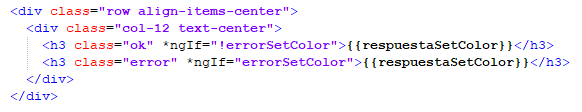 <div class="row align-items-center">
<div class="col-12 text-center">
<h3 class="ok" *ngIf="!errorSetColor">{{respuestaSetColor}}</h3>
<h3 class="error" *ngIf="errorSetColor">{{respuestaSetColor}}</h3>
</div>
</div>